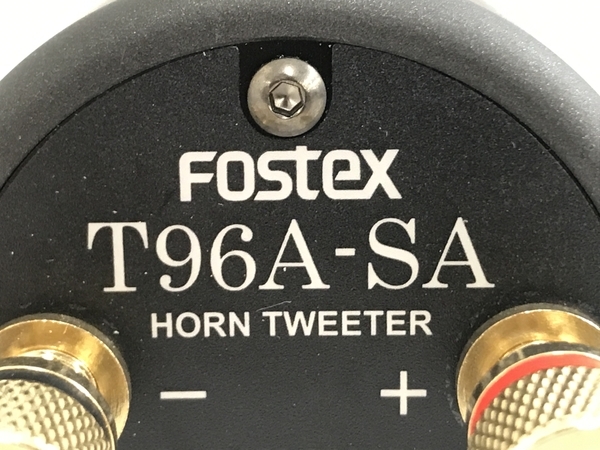 FOSTEX
T96A-SA
HORN TWEETER
− +